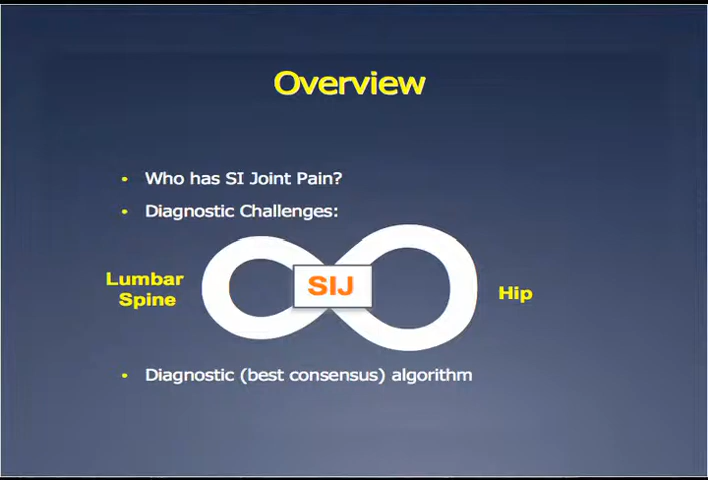 Overview
• Who has SI Joint Pain?
• Diagnostic Challenges:
Lumbar
Spine
SIJ
Hip
• Diagnostic (best consensus) algorithm